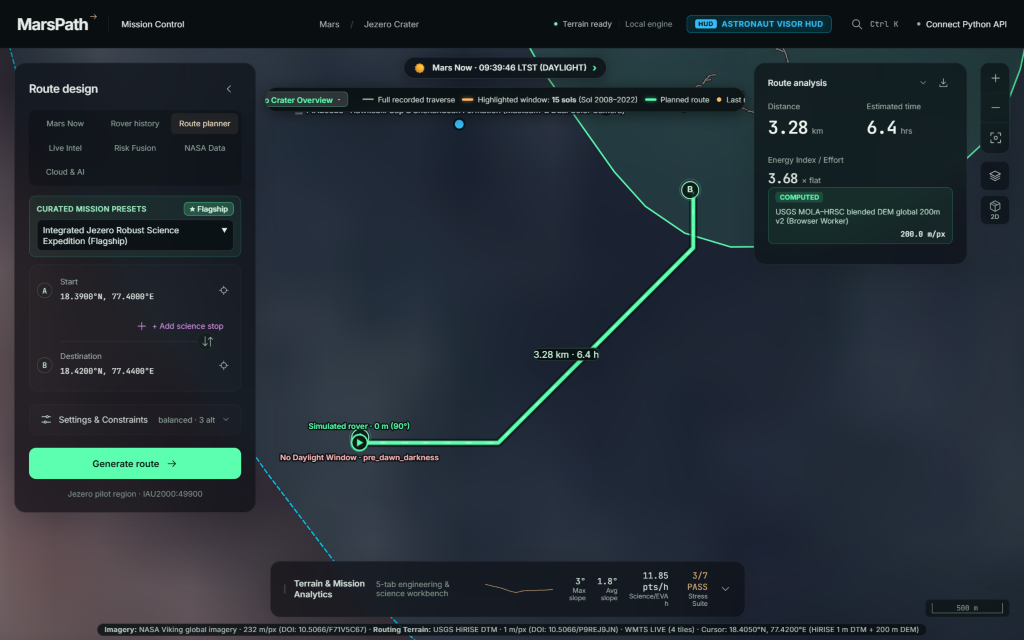 MarsPath
Mission Control
Mars / Jezero Crater
Terrain ready
Local engine
HUD ASTRONAUT VISOR HUD
Ctrl K
Connect Python API
Mars Now · 09:39:46 LTST (DAYLIGHT) ›
Crater Overview
Full recorded traverse
Highlighted window: 15 sols (Sol 2008–2022)
Planned route
Last
Route design
Mars Now
Rover history
Route planner
Live Intel
Risk Fusion
NASA Data
Cloud & AI
CURATED MISSION PRESETS
★ Flagship
Integrated Jezero Robust Science
Expedition (Flagship)
A
Start
18.3900°N, 77.4000°E
+ Add science stop
B
Destination
18.4200°N, 77.4400°E
Settings & Constraints
balanced · 3 alt
Generate route →
Jezero pilot region · IAU2000:49900
B
3.28 km · 6.4 h
Simulated rover · 0 m (90°)
No Daylight Window · pre_dawn_darkness
Route analysis
Distance
3.28 km
Estimated time
6.4 hrs
Energy Index / Effort
3.68 × flat
COMPUTED
USGS MOLA–HRSC blended DEM global 200m
v2 (Browser Worker)
200.0 m/px
2D
Terrain & Mission
Analytics
5-tab engineering &
science workbench
3°
Max
slope
1.8°
Avg
slope
11.85
pts/h
Science/EVA
h
3/7
PASS
Stress
Suite
500 m
Imagery: NASA Viking global imagery · 232 m/px (DOI: 10.5066/F71V5C67) · Routing Terrain: USGS HiRISE DTM · 1 m/px (DOI: 10.5066/P9REJ9JN) · WMTS LIVE (4 tiles) · Cursor: 18.4050°N, 77.4200°E (HiRISE 1 m DTM + 200 m DEM)